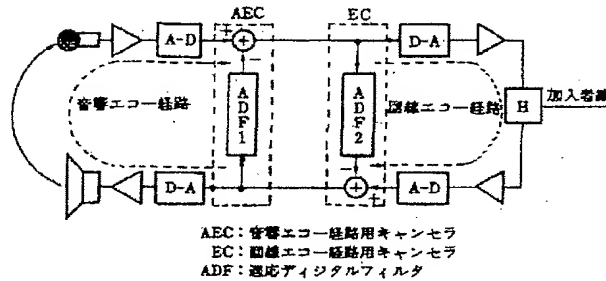 AEC
EC
A-D
D-A
ADF1
ADF2
音響エコー経路
回線エコー経路
H
加入者線
D-A
A-D
AEC：音響エコー経路用キャンセラ
EC：回線エコー経路用キャンセラ
ADF：適応ディジタルフィルタ